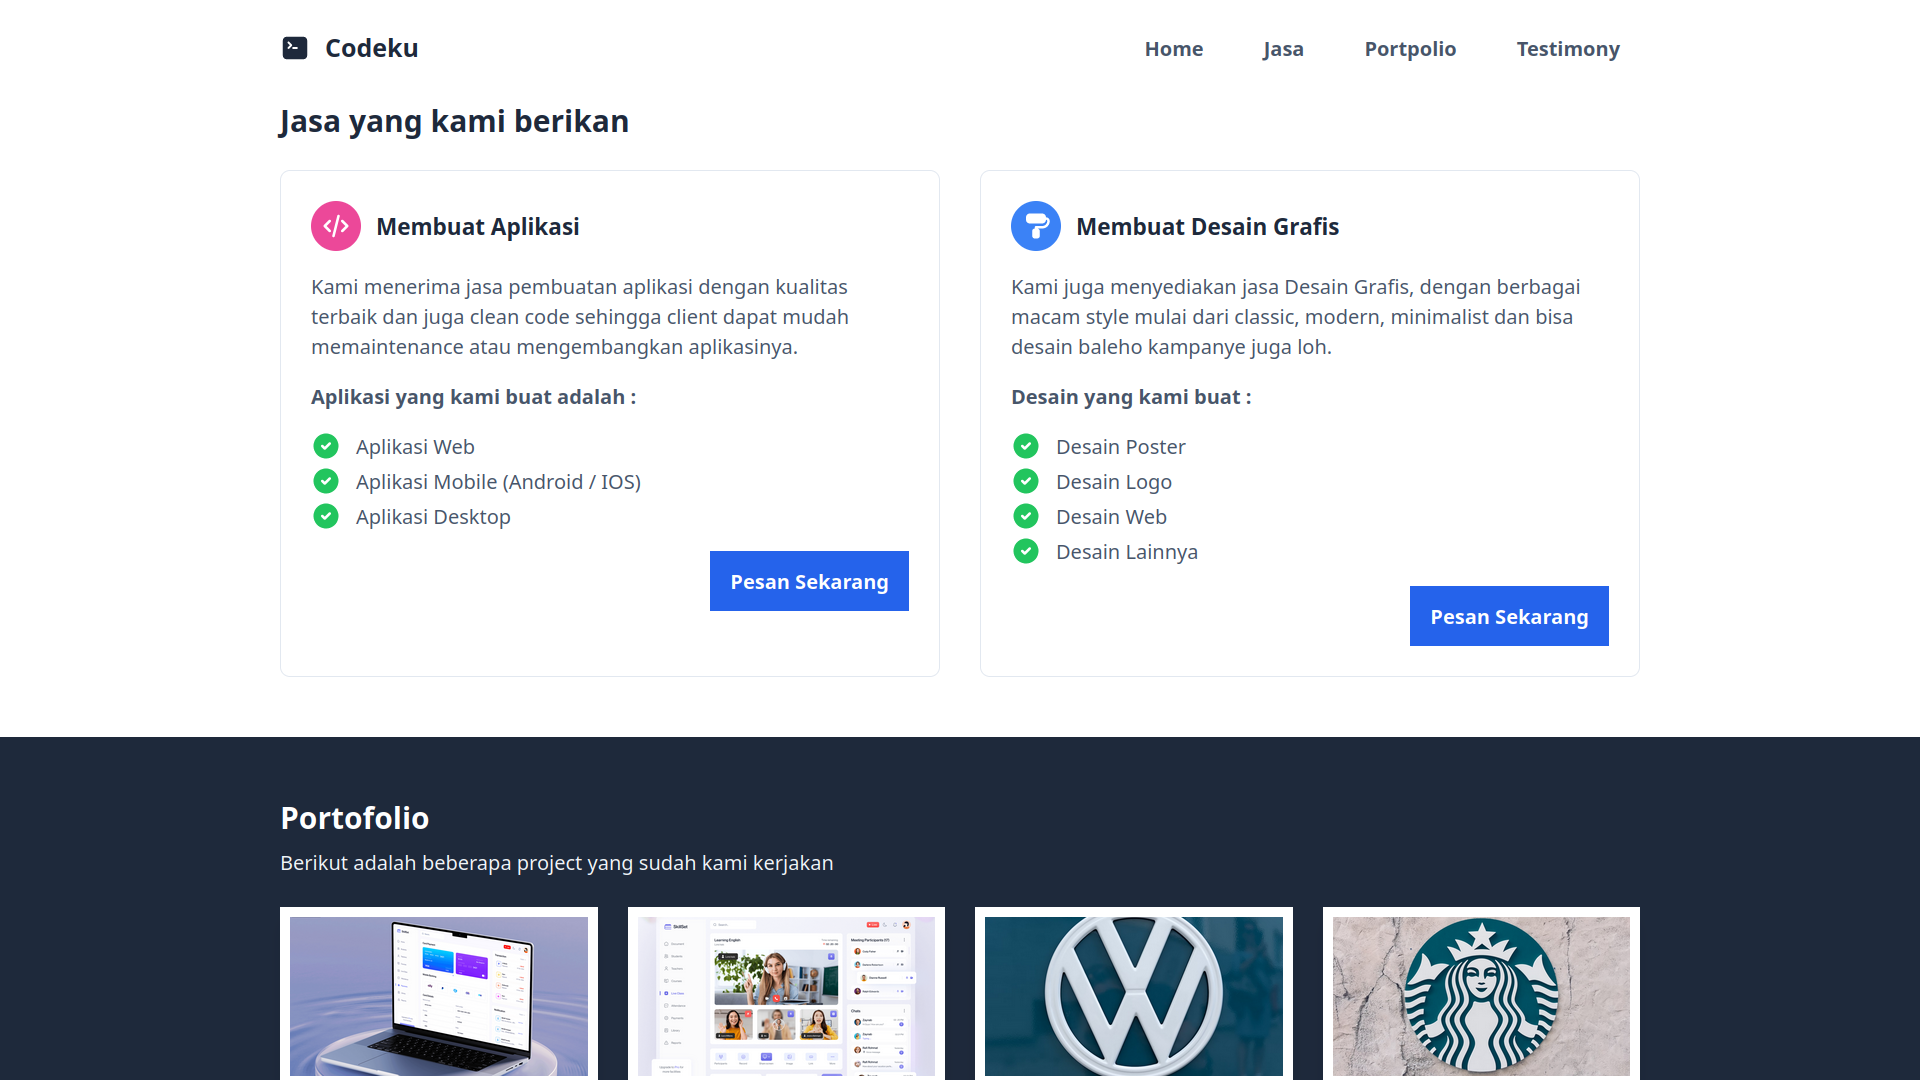 Codeku
Home
Jasa
Portpolio
Testimony
Jasa yang kami berikan
Membuat Aplikasi
Kami menerima jasa pembuatan aplikasi dengan kualitas
terbaik dan juga clean code sehingga client dapat mudah
memaintenance atau mengembangkan aplikasinya.
Aplikasi yang kami buat adalah :
Aplikasi Web
Aplikasi Mobile (Android / IOS)
Aplikasi Desktop
Pesan Sekarang
Membuat Desain Grafis
Kami juga menyediakan jasa Desain Grafis, dengan berbagai
macam style mulai dari classic, modern, minimalist dan bisa
desain baleho kampanye juga loh.
Desain yang kami buat :
Desain Poster
Desain Logo
Desain Web
Desain Lainnya
Pesan Sekarang
Portofolio
Berikut adalah beberapa project yang sudah kami kerjakan
SkillSet
Learning English